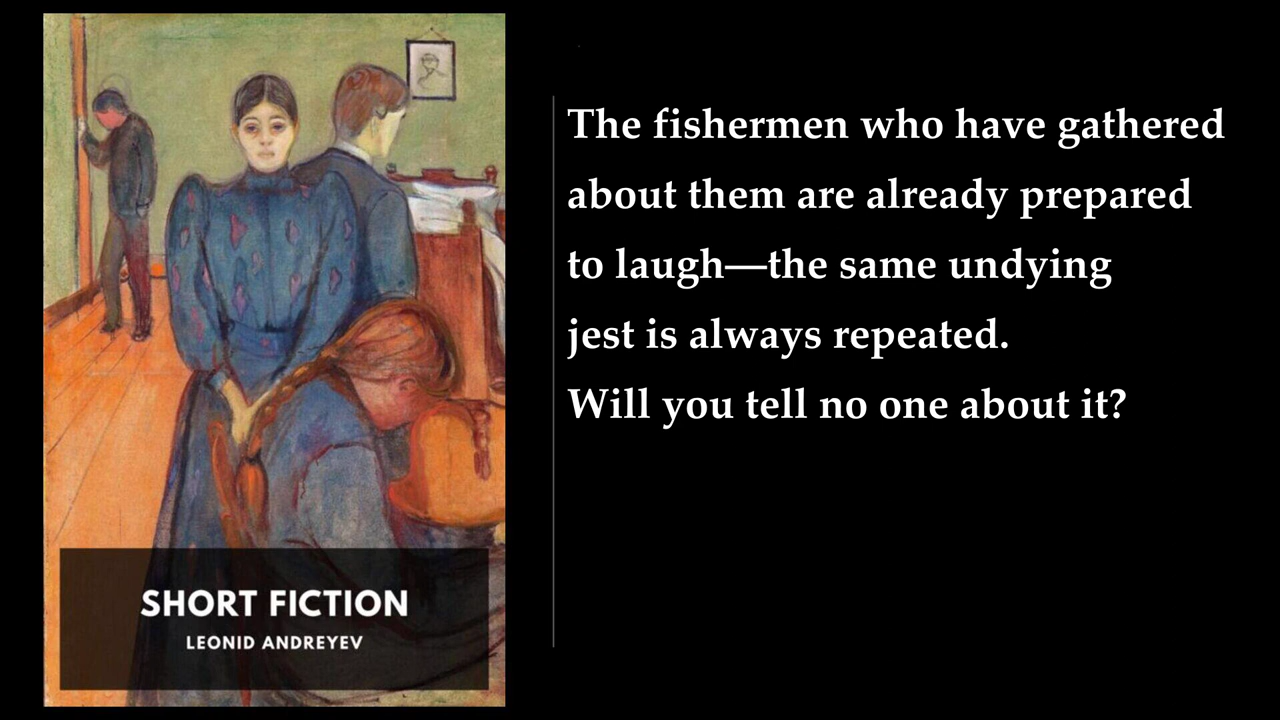 The fishermen who have gathered
about them are already prepared
to laugh—the same undying
jest is always repeated.
Will you tell no one about it?
SHORT FICTION
LEONID ANDREYEV